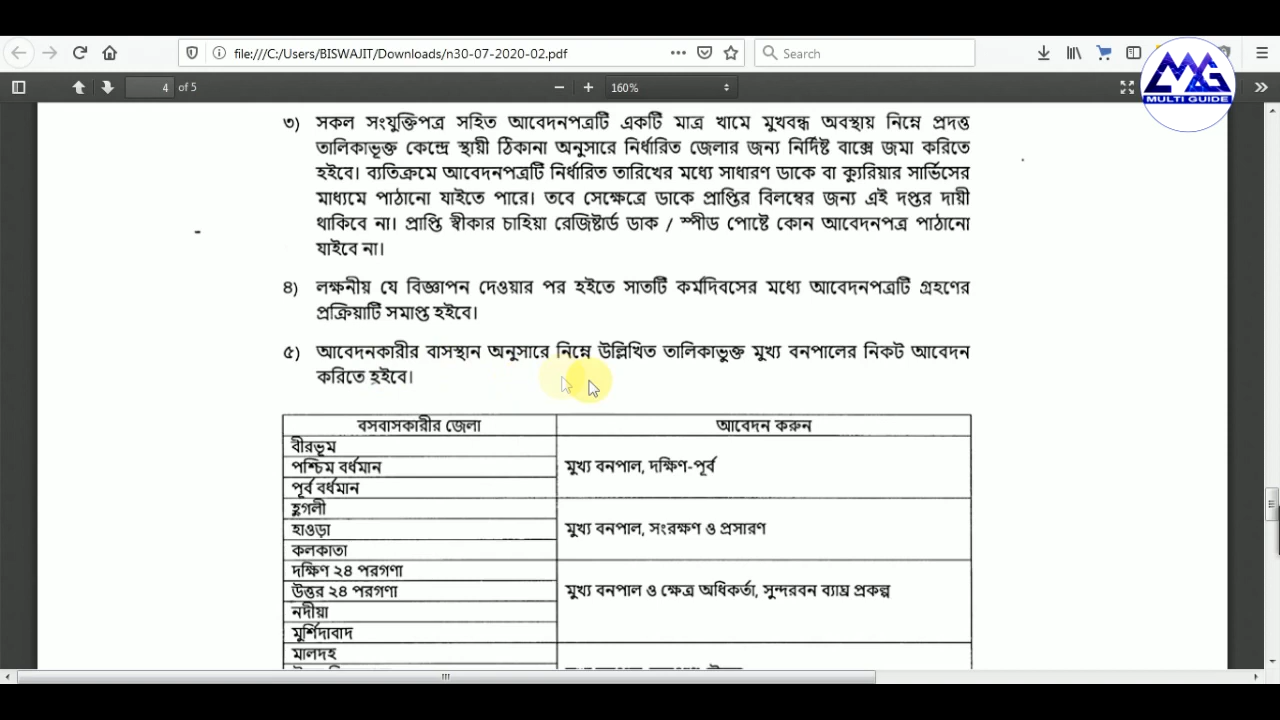 file:///C:/Users/BISWAJIT/Downloads/n30-07-2020-02.pdf
Search
MG
MULTI GUIDE
4 of 5
160%
৩) সকল সংযুক্তিপত্র সহিত আবেদনপত্রটি একটি মাত্র খামে মুখবন্ধ অবস্থায় নিম্নে প্রদত্ত
তালিকাভূক্ত কেন্দ্রে স্থায়ী ঠিকানা অনুসারে নির্ধারিত জেলার জন্য নির্দিষ্ট বাক্সে জমা করিতে
হইবে। ব্যতিক্রমে আবেদনপত্রটি নির্ধারিত তারিখের মধ্যে সাধারণ ডাকে বা ক্যুরিয়ার সার্ভিসের
মাধ্যমে পাঠানো যাইতে পারে। তবে সেক্ষেত্রে ডাকে প্রাপ্তির বিলম্বের জন্য এই দপ্তর দায়ী
থাকিবে না। প্রাপ্তি স্বীকার চাহিয়া রেজিষ্টার্ড ডাক / স্পীড পোষ্টে কোন আবেদনপত্র পাঠানো
যাইবে না।
৪) লক্ষনীয় যে বিজ্ঞাপন দেওয়ার পর হইতে সাতটি কর্মদিবসের মধ্যে আবেদনপত্রটি গ্রহণের
প্রক্রিয়াটি সমাপ্ত হইবে।
৫) আবেদনকারীর বাসস্থান অনুসারে নিম্নে উল্লিখিত তালিকাভুক্ত মুখ্য বনপালের নিকট আবেদন
করিতে হইবে।
বসবাসকারীর জেলা আবেদন করুন
বীরভূম
পশ্চিম বর্ধমান
মুখ্য বনপাল, দক্ষিণ-পূর্ব
পূর্ব বর্ধমান
হুগলী
হাওড়া
মুখ্য বনপাল, সংরক্ষণ ও প্রসারণ
কলকাতা
দক্ষিণ ২৪ পরগণা
উত্তর ২৪ পরগণা
মুখ্য বনপাল ও ক্ষেত্র অধিকর্তা, সুন্দরবন ব্যাঘ্র প্রকল্প
নদীয়া
মুর্শিদাবাদ
মালদহ